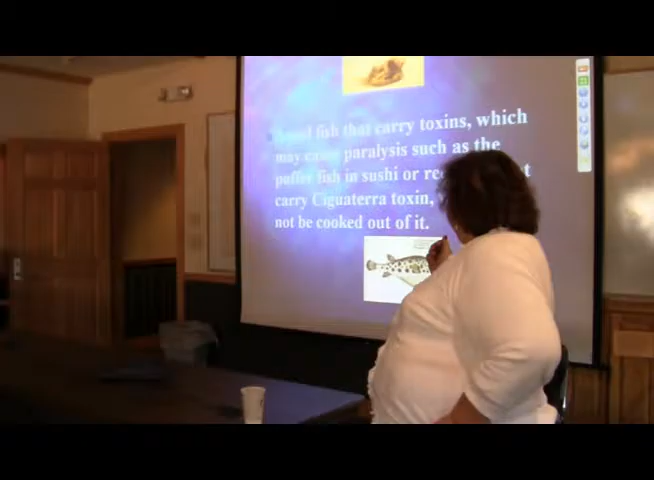 fish that carry toxins, which
may cause paralysis such as the
puffer fish in sushi or
carry Ciguaterra toxin,
not be cooked out of it.